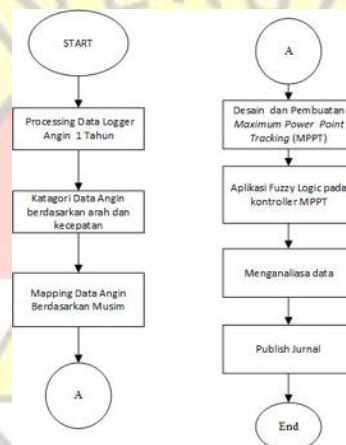 START
Processing Data Logger
Angin 1 Tahun
Katagori Data Angin
berdasarkan arah dan
kecepatan
Mapping Data Angin
Berdasarkan Musim
A
A
Desain dan Pembuatan
Maximum Power Point
Tracking (MPPT)
Aplikasi Fuzzy Logic pada
kontroller MPPT
Menganaliasa data
Publish Jurnal
End